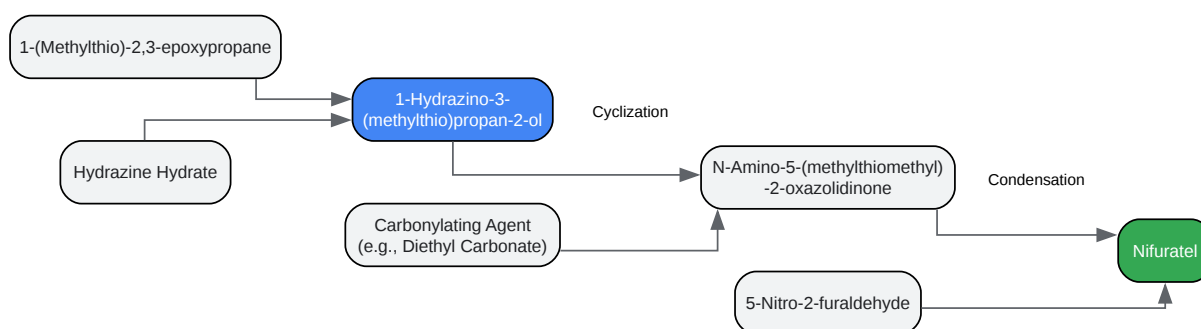 1-(Methylthio)-2,3-epoxypropane
1-Hydrazino-3-
(methylthio)propan-2-ol
Cyclization
Hydrazine Hydrate
N-Amino-5-(methylthiomethyl)
-2-oxazolidinone
Condensation
Carbonylating Agent
(e.g., Diethyl Carbonate)
Nifuratel
5-Nitro-2-furaldehyde